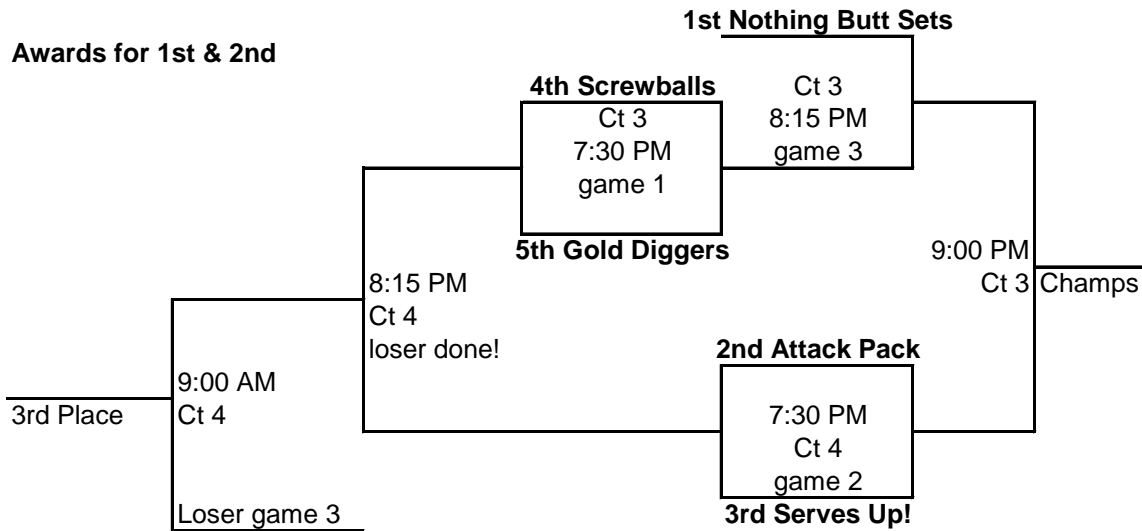 1st Nothing Butt Sets
Awards for 1st & 2nd
4th Screwballs
Ct 3
7:30 PM
game 1
5th Gold Diggers
Ct 3
8:15 PM
game 3
9:00 PM
Ct 3
Champs
8:15 PM
Ct 4
loser done!
2nd Attack Pack
7:30 PM
Ct 4
game 2
3rd Serves Up!
9:00 AM
Ct 4
3rd Place
Loser game 3